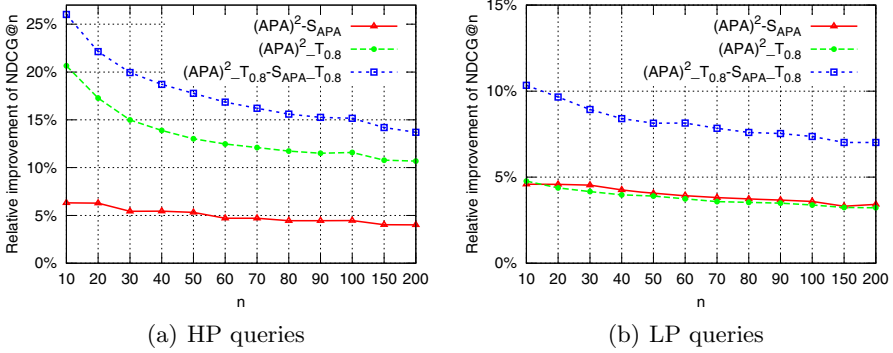 Relative improvement of NDCG@n
25%
20%
15%
10%
5%
0%
(APA)²-S_APA
(APA)²_T_0.8
(APA)²_T_0.8-S_APA_T_0.8
10 20 30 40 50 60 70 80 90 100 150 200
n
(a) HP queries
Relative improvement of NDCG@n
15%
10%
5%
0%
(APA)²-S_APA
(APA)²_T_0.8
(APA)²_T_0.8-S_APA_T_0.8
10 20 30 40 50 60 70 80 90 100 150 200
n
(b) LP queries